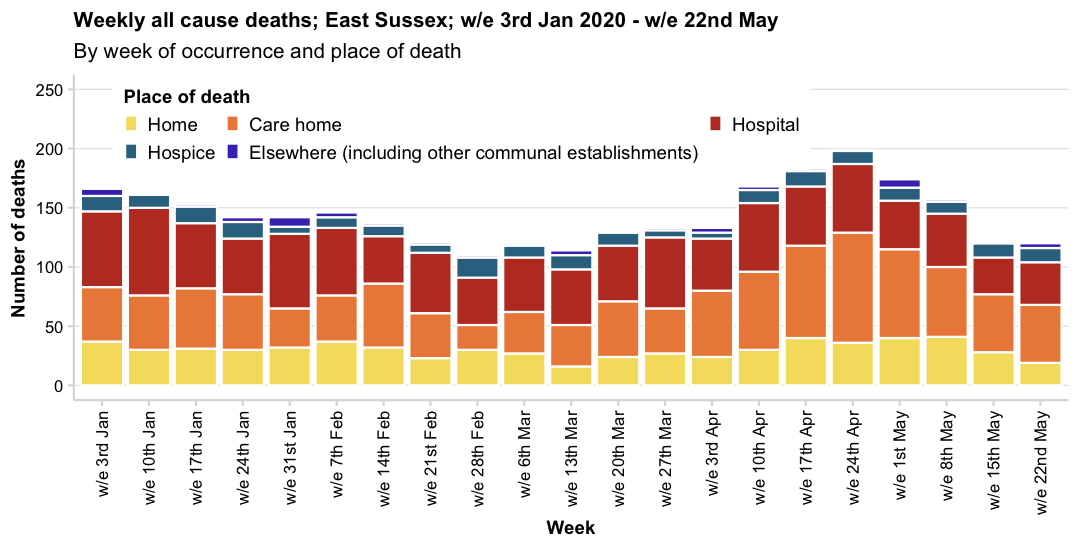 Weekly all cause deaths; East Sussex; w/e 3rd Jan 2020 - w/e 22nd May
By week of occurrence and place of death
Place of death
Home Care home Hospital
Hospice Elsewhere (including other communal establishments)
Number of deaths
250
200
150
100
50
0
w/e 3rd Jan
w/e 10th Jan
w/e 17th Jan
w/e 24th Jan
w/e 31st Jan
w/e 7th Feb
w/e 14th Feb
w/e 21st Feb
w/e 28th Feb
w/e 6th Mar
w/e 13th Mar
w/e 20th Mar
w/e 27th Mar
w/e 3rd Apr
w/e 10th Apr
w/e 17th Apr
w/e 24th Apr
w/e 1st May
w/e 8th May
w/e 15th May
w/e 22nd May
Week